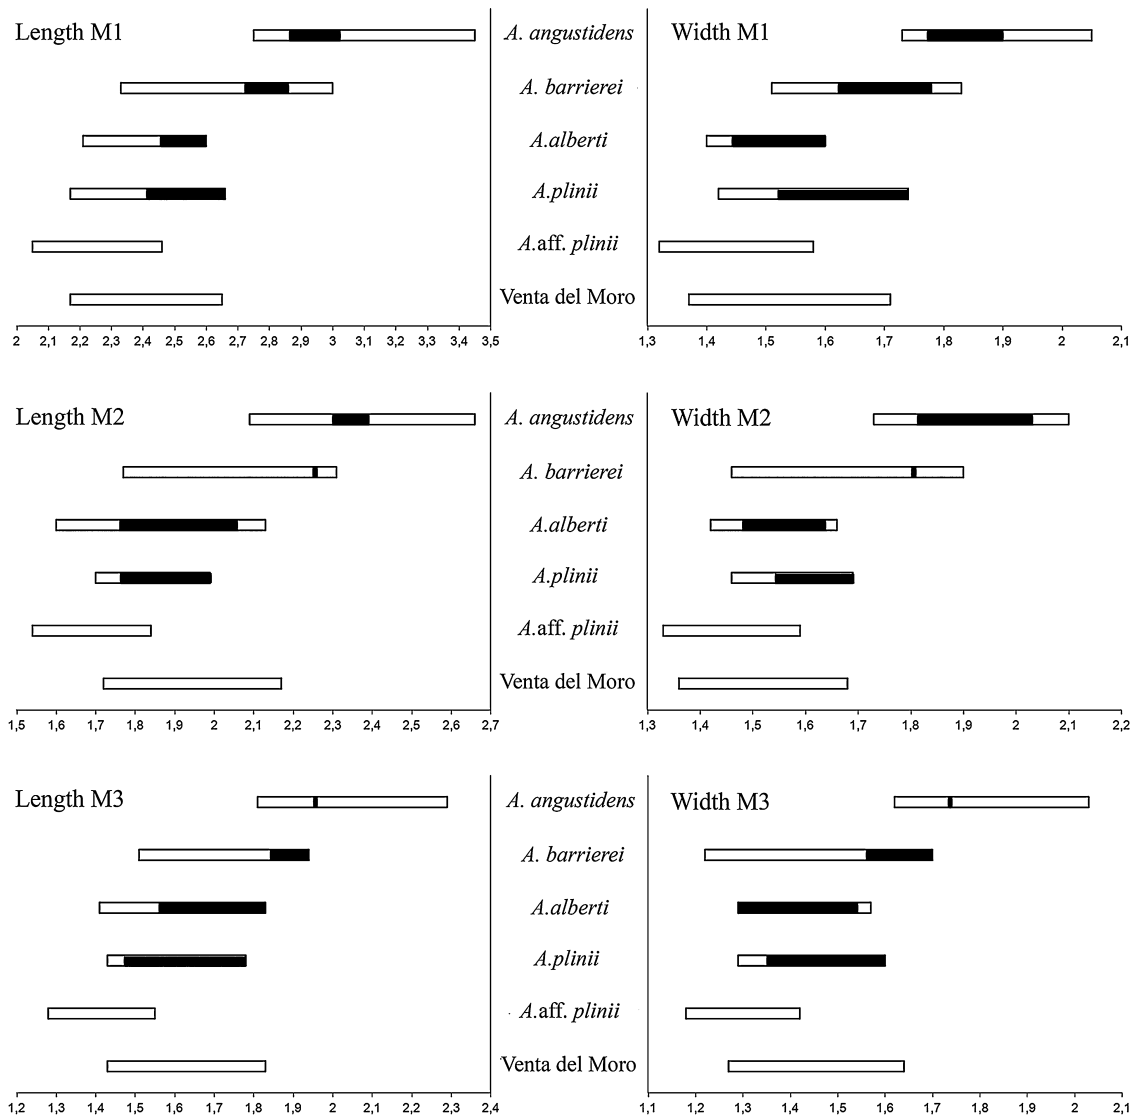 Length M1
A. angustidens
Width M1
A. barrierei
A.alberti
A.plinii
A.aff. plinii
Venta del Moro
2 2,1 2,2 2,3 2,4 2,5 2,6 2,7 2,8 2,9 3 3,1 3,2 3,3 3,4 3,5
1,3 1,4 1,5 1,6 1,7 1,8 1,9 2 2,1
Length M2
A. angustidens
Width M2
A. barrierei
A.alberti
A.plinii
A.aff. plinii
Venta del Moro
1,5 1,6 1,7 1,8 1,9 2 2,1 2,2 2,3 2,4 2,5 2,6 2,7
1,3 1,4 1,5 1,6 1,7 1,8 1,9 2 2,1 2,2
Length M3
A. angustidens
Width M3
A. barrierei
A.alberti
A.plinii
A.aff. plinii
Venta del Moro
1,2 1,3 1,4 1,5 1,6 1,7 1,8 1,9 2 2,1 2,2 2,3 2,4
1,1 1,2 1,3 1,4 1,5 1,6 1,7 1,8 1,9 2 2,1